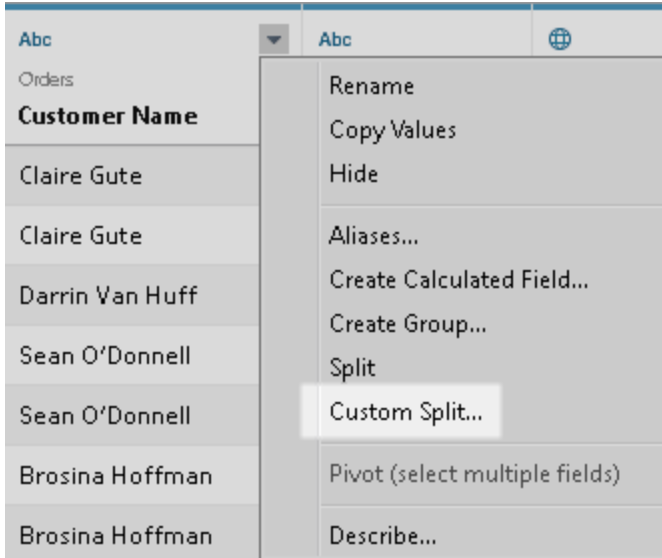 Abc
Abc
Orders
Customer Name
Claire Gute
Claire Gute
Darrin Van Huff
Sean O'Donnell
Sean O'Donnell
Brosina Hoffman
Brosina Hoffman
Rename
Copy Values
Hide
Aliases...
Create Calculated Field...
Create Group...
Split
Custom Split...
Pivot (select multiple fields)
Describe...